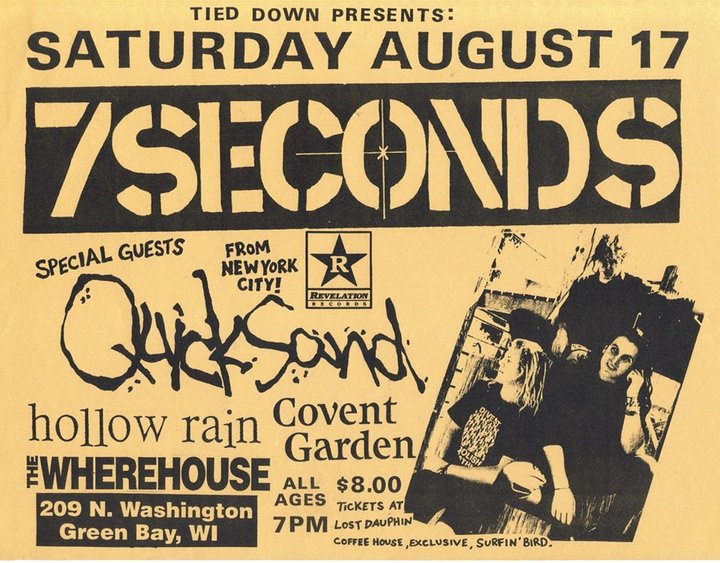 TIED DOWN PRESENTS:
SATURDAY AUGUST 17
7SECONDS
SPECIAL GUESTS
FROM
NEW YORK
CITY!
R
REVELATION
RECORDS
QuickSand
hollow rain
Covent
Garden
THE WHEREHOUSE
209 N. Washington
Green Bay, WI
ALL
AGES
7PM
$8.00
TICKETS AT
LOST DAUPHIN
COFFEE HOUSE, EXCLUSIVE, SURFIN' BIRD.